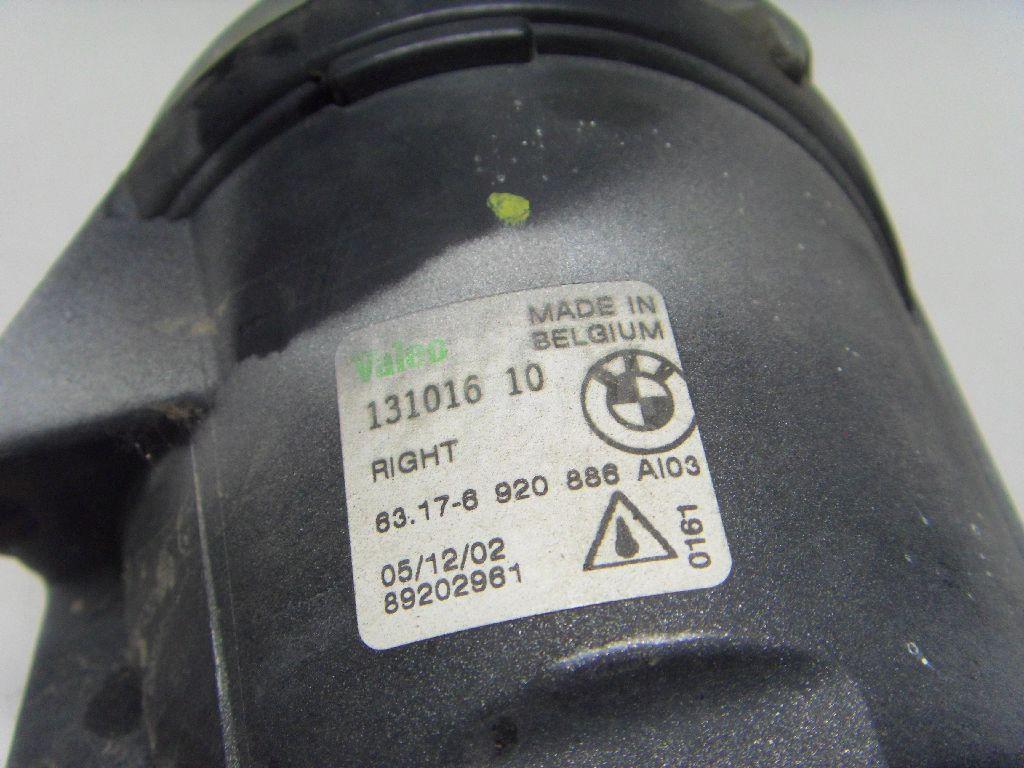 MADE IN
BELGIUM
Valeo
131016 10
RIGHT
63.17-6 920 886 AI03
0161
05/12/02
89202961